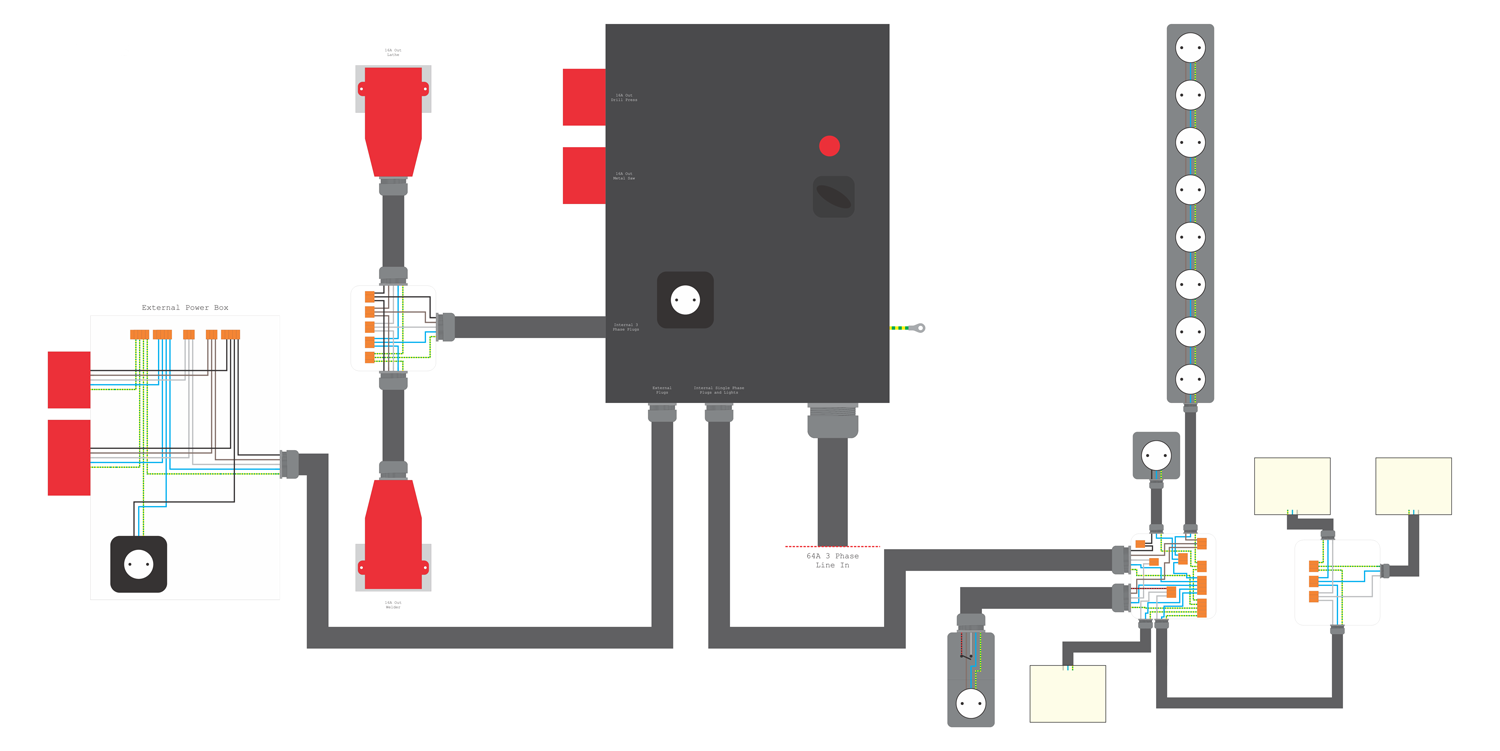 16A Out
Lathe
16A Out
Drill Press
16A Out
Metal Saw
External Power Box
Internal 3
Phase Plugs
External
Plugs
Internal Single Phase
Plugs and Lights
64A 3 Phase
Line In
16A Out
Welder